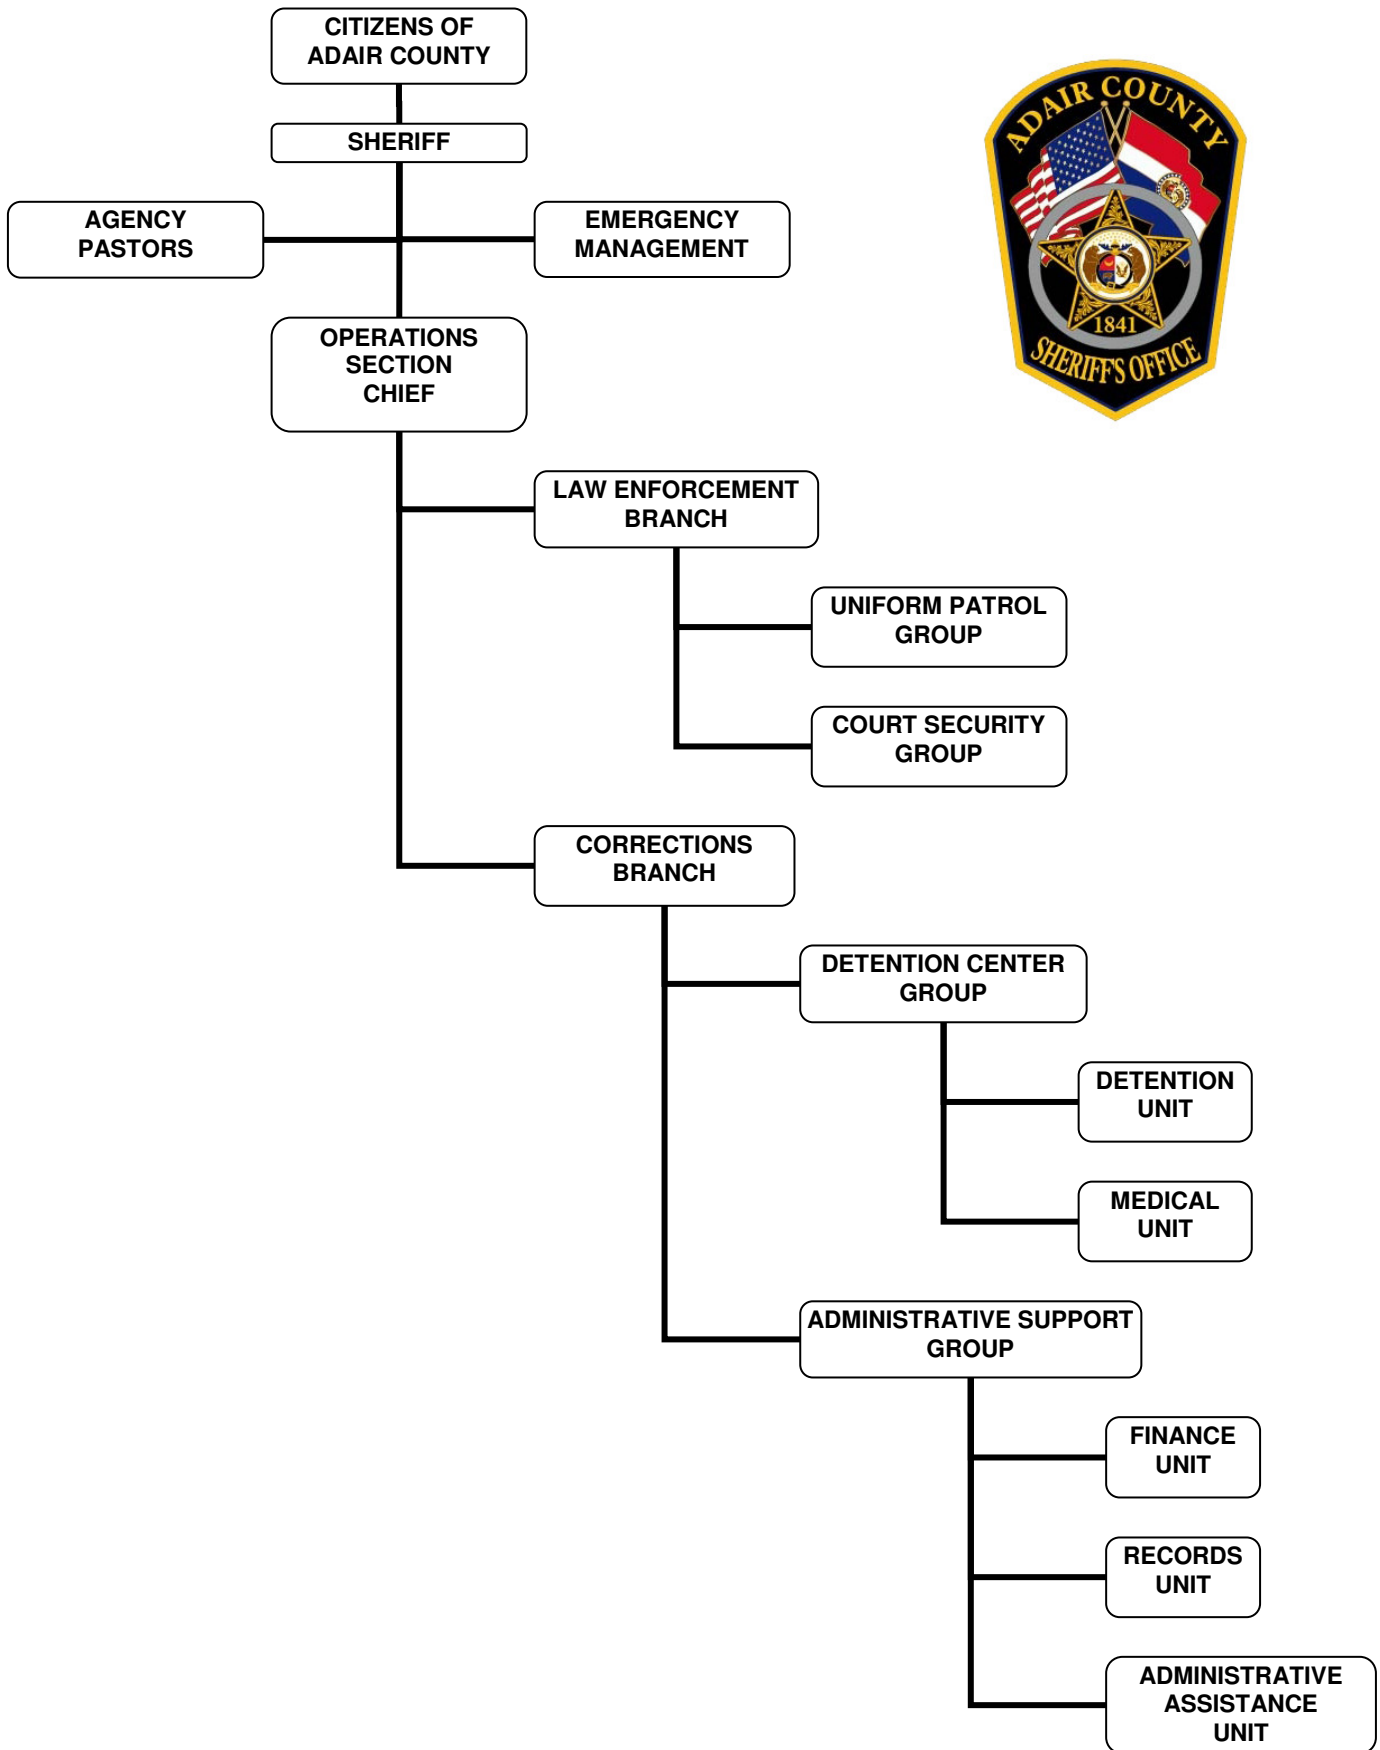 CITIZENS OF
ADAIR COUNTY
SHERIFF
AGENCY
PASTORS
EMERGENCY
MANAGEMENT
ADAIR COUNTY
1841
SHERIFF'S OFFICE
OPERATIONS
SECTION
CHIEF
LAW ENFORCEMENT
BRANCH
UNIFORM PATROL
GROUP
COURT SECURITY
GROUP
CORRECTIONS
BRANCH
DETENTION CENTER
GROUP
DETENTION
UNIT
MEDICAL
UNIT
ADMINISTRATIVE SUPPORT
GROUP
FINANCE
UNIT
RECORDS
UNIT
ADMINISTRATIVE
ASSISTANCE
UNIT